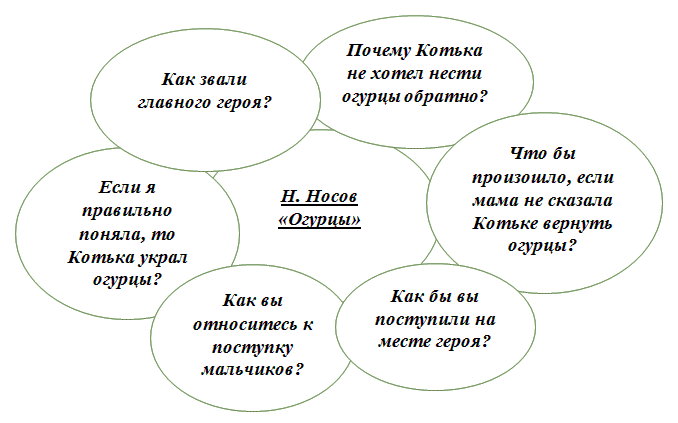 Как звали
главного героя?
Почему Котька
не хотел нести
огурцы обратно?
Что бы
произошло, если
мама не сказала
Котьке вернуть
огурцы?
Н. Носов
«Огурцы»
Если я
правильно
поняла, то
Котька украл
огурцы?
Как вы
относитесь к
поступку
мальчиков?
Как бы вы
поступили на
месте героя?